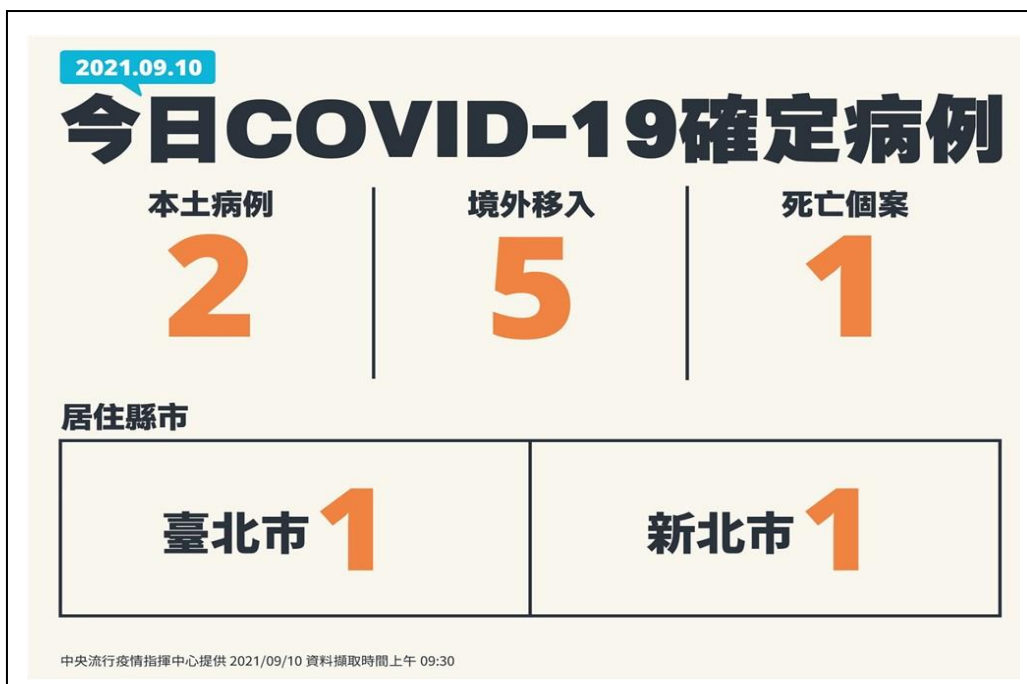 2021.09.10
今日COVID-19確定病例
本土病例
2
境外移入
5
死亡個案
1
居住縣市
臺北市1
新北市1
中央流行疫情指揮中心提供 2021/09/10 資料擷取時間上午 09:30